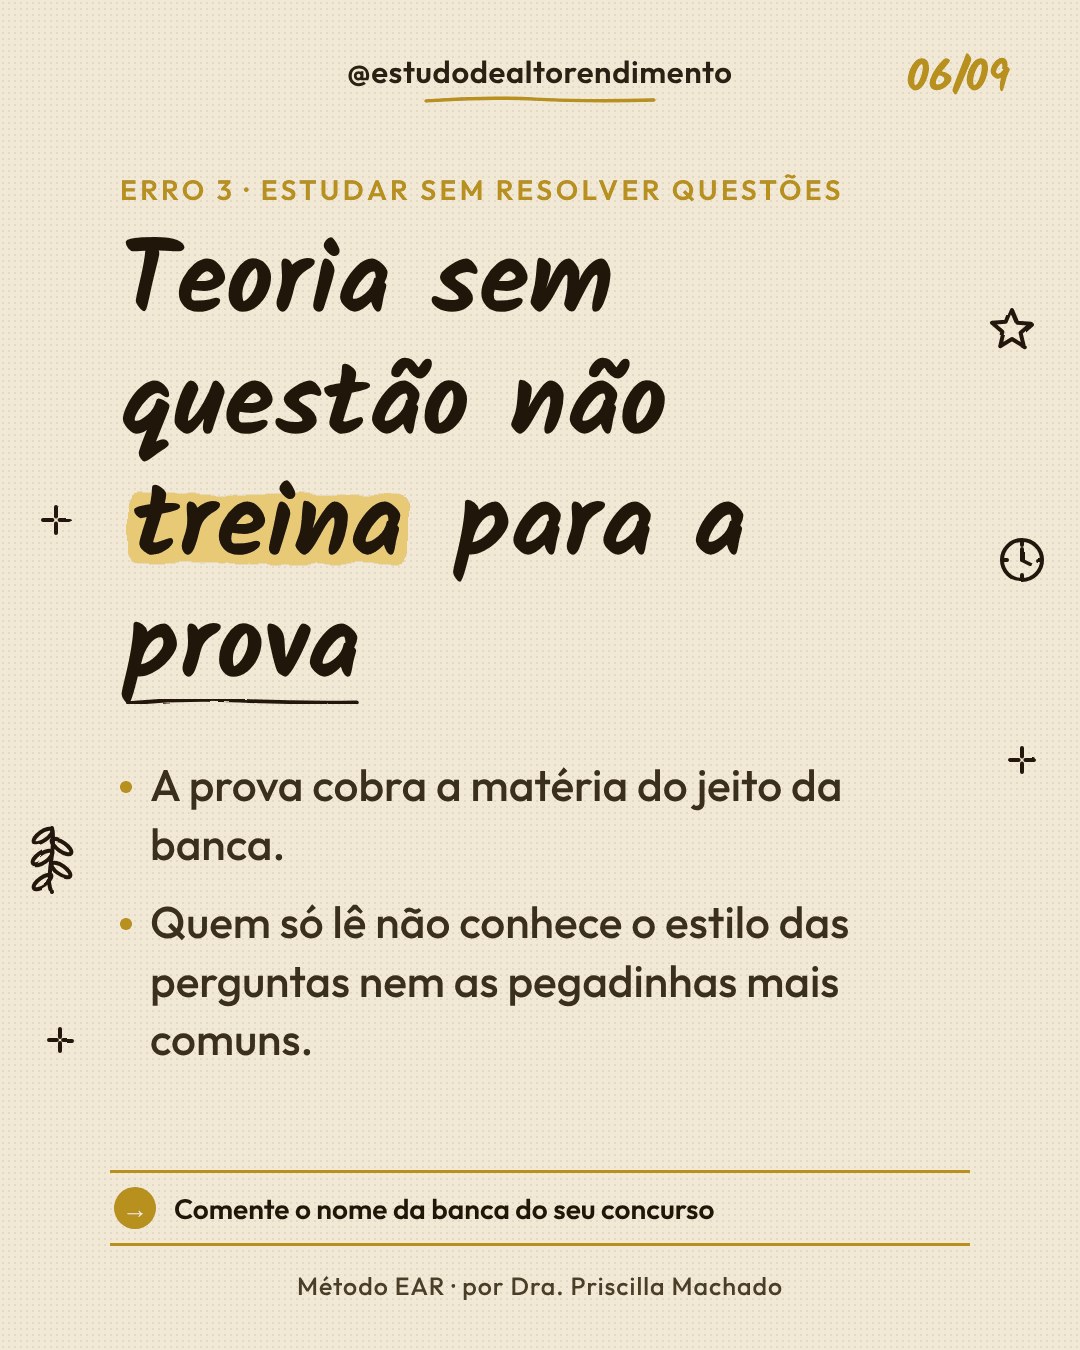 @estudodealtorendimento
06/09
ERRO 3 · ESTUDAR SEM RESOLVER QUESTÕES
Teoria sem
questão não
treina para a
prova
• A prova cobra a matéria do jeito da
banca.
• Quem só lê não conhece o estilo das
perguntas nem as pegadinhas mais
comuns.
→ Comente o nome da banca do seu concurso
Método EAR · por Dra. Priscilla Machado